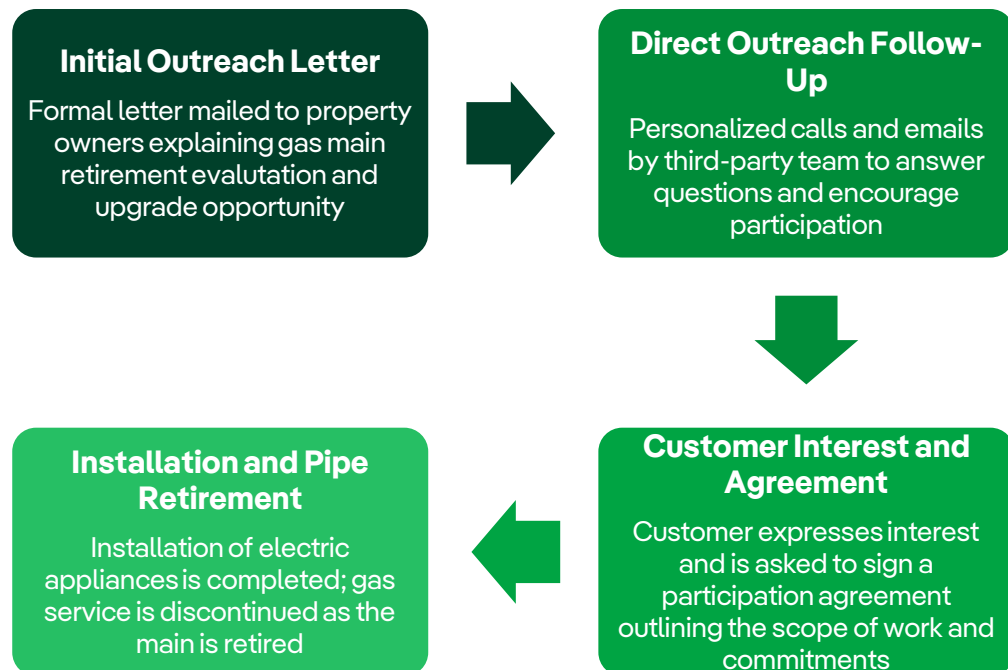 Initial Outreach Letter
Formal letter mailed to property
owners explaining gas main
retirement evalutation and
upgrade opportunity
Direct Outreach Follow-
Up
Personalized calls and emails
by third-party team to answer
questions and encourage
participation
Customer Interest and
Agreement
Customer expresses interest
and is asked to sign a
participation agreement
outlining the scope of work and
commitments
Installation and Pipe
Retirement
Installation of electric
appliances is completed; gas
service is discontinued as the
main is retired